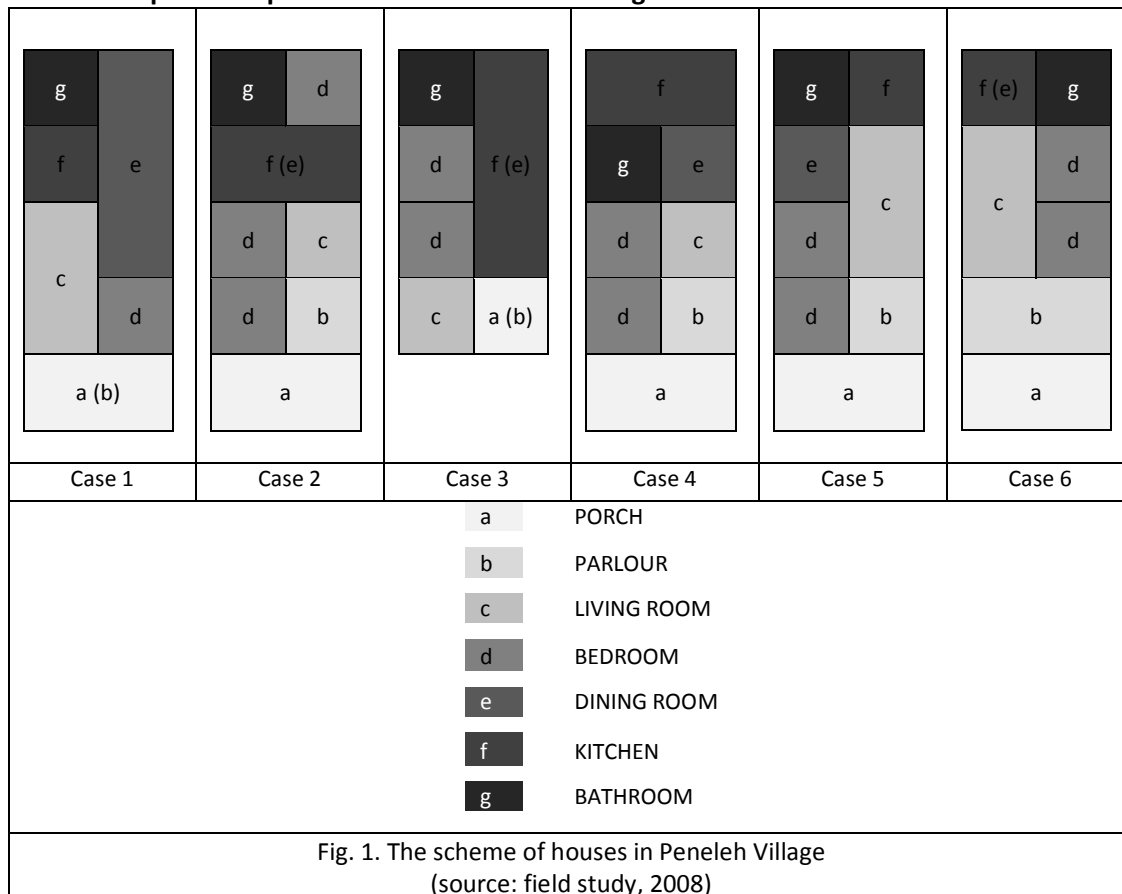 g g d g f g f f (e) g
f e f (e) d f (e) g e e d
c c
d c d d c d d
c
d d b c a (b) d b d b b
a (b) a a a a
Case 1 Case 2 Case 3 Case 4 Case 5 Case 6
a PORCH
b PARLOUR
c LIVING ROOM
d BEDROOM
e DINING ROOM
f KITCHEN
g BATHROOM
Fig. 1. The scheme of houses in Peneleh Village
(source: field study, 2008)